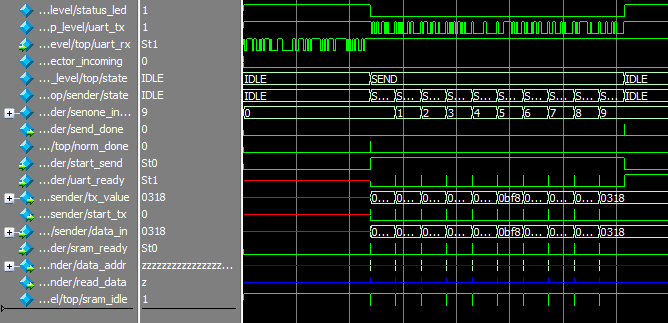 ...level/status_led 1
...p_level/uart_tx 1
...evel/top/uart_rx St1
...ector_incoming 0
..._level/top/state IDLE IDLE SEND IDLE
...op/sender/state IDLE IDLE S... S... S... S... S... S... S... S... S... S... IDLE
...der/senone_in... 9 0 1 2 3 4 5 6 7 8 9
...der/send_done 0
.../top/norm_done 0
...der/start_send St0
...der/uart_ready St1
...sender/tx_value 0318 0... 0... 0... 0... 0... 0bf8 0... 0... 0... 0318
...sender/start_tx 0
.../sender/data_in 0318 0... 0... 0... 0... 0... 0bf8 0... 0... 0... 0318
...der/sram_ready St0
...nder/data_addr zzzzzzzzzzzzzzzz...
...nder/read_data z
...el/top/sram_idle 1